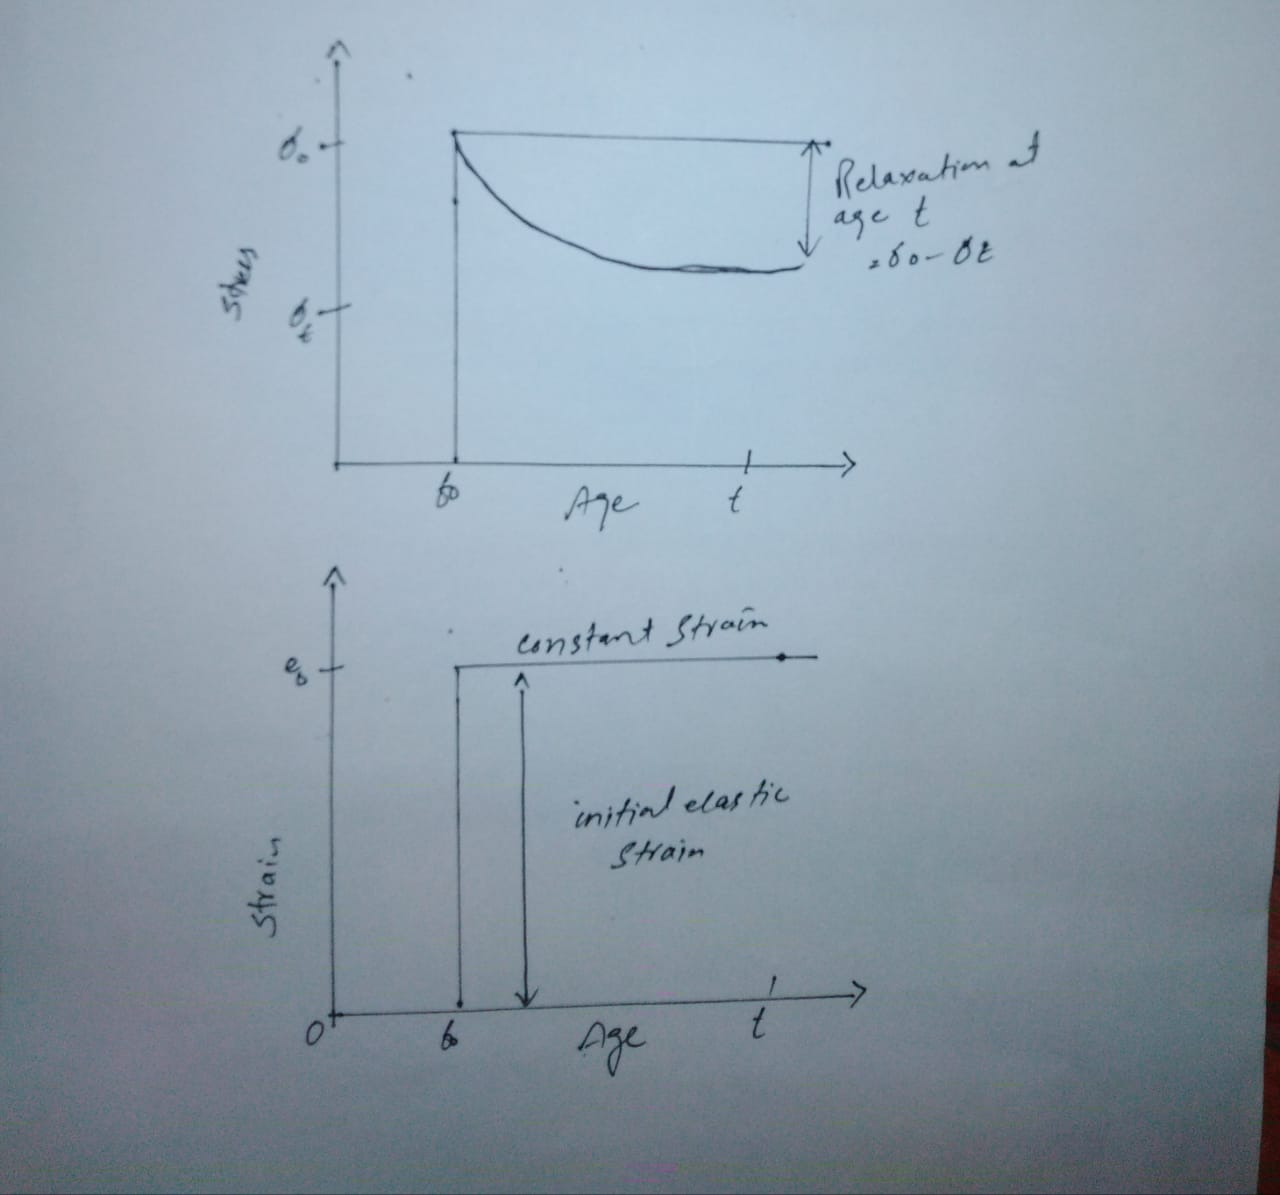 σ₀
Relaxation at
age t
= σ₀ - σt
Stress
σt
t₀
Age
t
constant strain
e₀
initial elastic
strain
Strain
0
t₀
Age
t